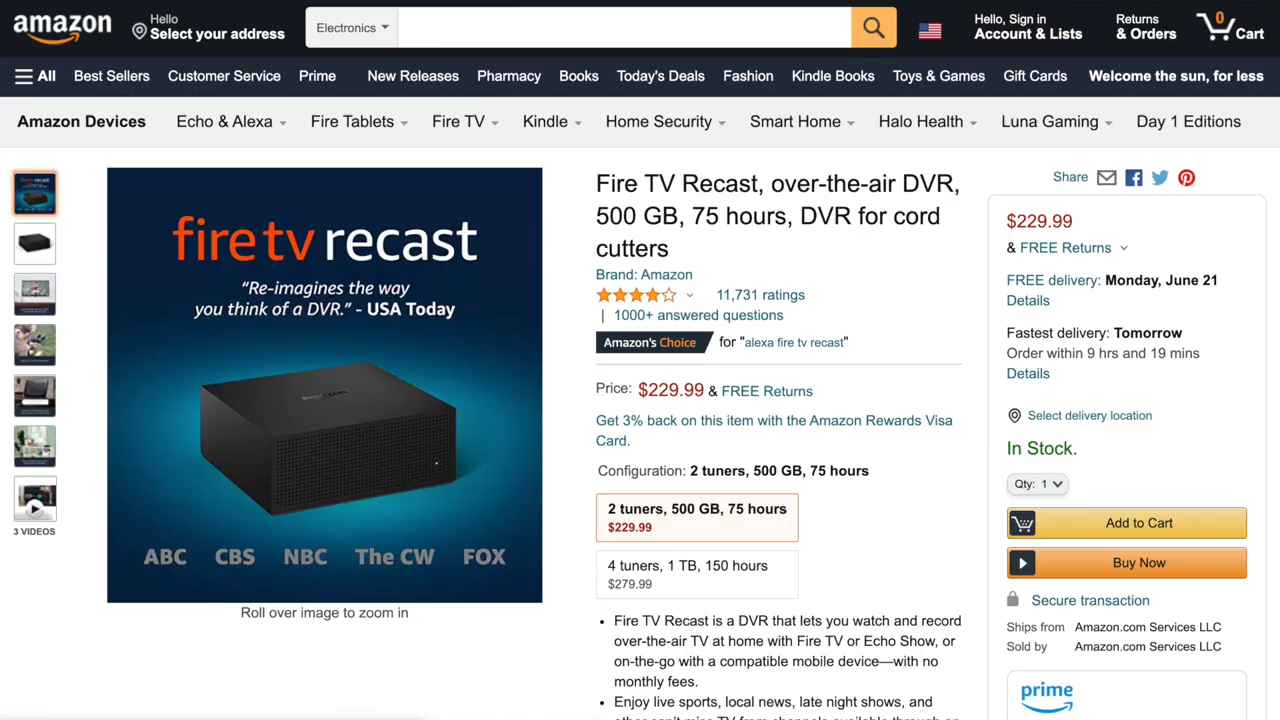 amazon
Hello
Select your address
Electronics
Hello, Sign in
Account & Lists
Returns
& Orders
0
Cart
All
Best Sellers
Customer Service
Prime
New Releases
Pharmacy
Books
Today's Deals
Fashion
Kindle Books
Toys & Games
Gift Cards
Welcome the sun, for less
Amazon Devices
Echo & Alexa
Fire Tablets
Fire TV
Kindle
Home Security
Smart Home
Halo Health
Luna Gaming
Day 1 Editions
3 VIDEOS
fire tv recast
“Re-imagines the way
you think of a DVR.” - USA Today
amazon
ABC CBS NBC The CW FOX
Roll over image to zoom in
Fire TV Recast, over-the-air DVR,
500 GB, 75 hours, DVR for cord
cutters
Brand: Amazon
11,731 ratings
| 1000+ answered questions
Amazon's Choice for "alexa fire tv recast"
Price: $229.99 & FREE Returns
Get 3% back on this item with the Amazon Rewards Visa
Card.
Configuration: 2 tuners, 500 GB, 75 hours
2 tuners, 500 GB, 75 hours
$229.99
4 tuners, 1 TB, 150 hours
$279.99
• Fire TV Recast is a DVR that lets you watch and record
over-the-air TV at home with Fire TV or Echo Show, or
on-the-go with a compatible mobile device—with no
monthly fees.
• Enjoy live sports, local news, late night shows, and
Share
$229.99
& FREE Returns
FREE delivery: Monday, June 21
Details
Fastest delivery: Tomorrow
Order within 9 hrs and 19 mins
Details
Select delivery location
In Stock.
Qty: 1
Add to Cart
Buy Now
Secure transaction
Ships from Amazon.com Services LLC
Sold by Amazon.com Services LLC
prime